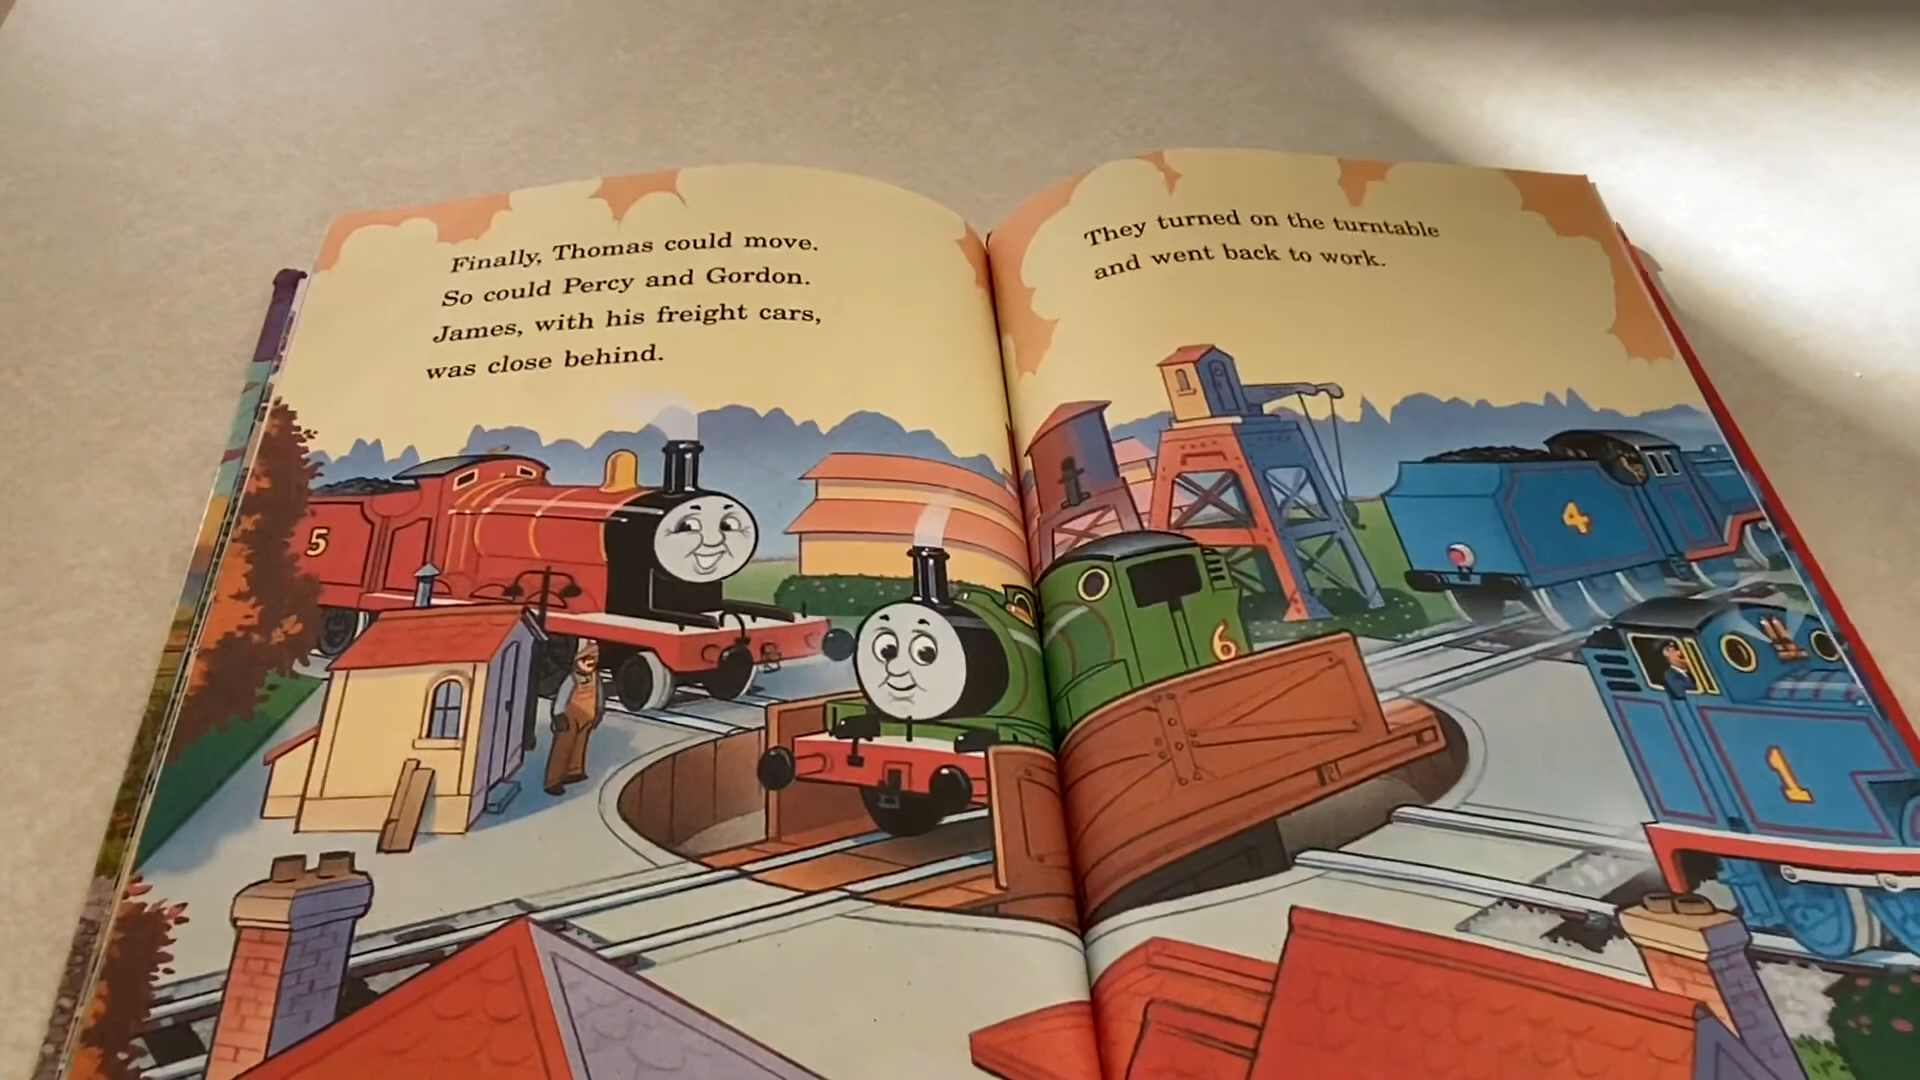 Finally, Thomas could move.
So could Percy and Gordon.
James, with his freight cars,
was close behind.
They turned on the turntable
and went back to work.
5
6
4
1